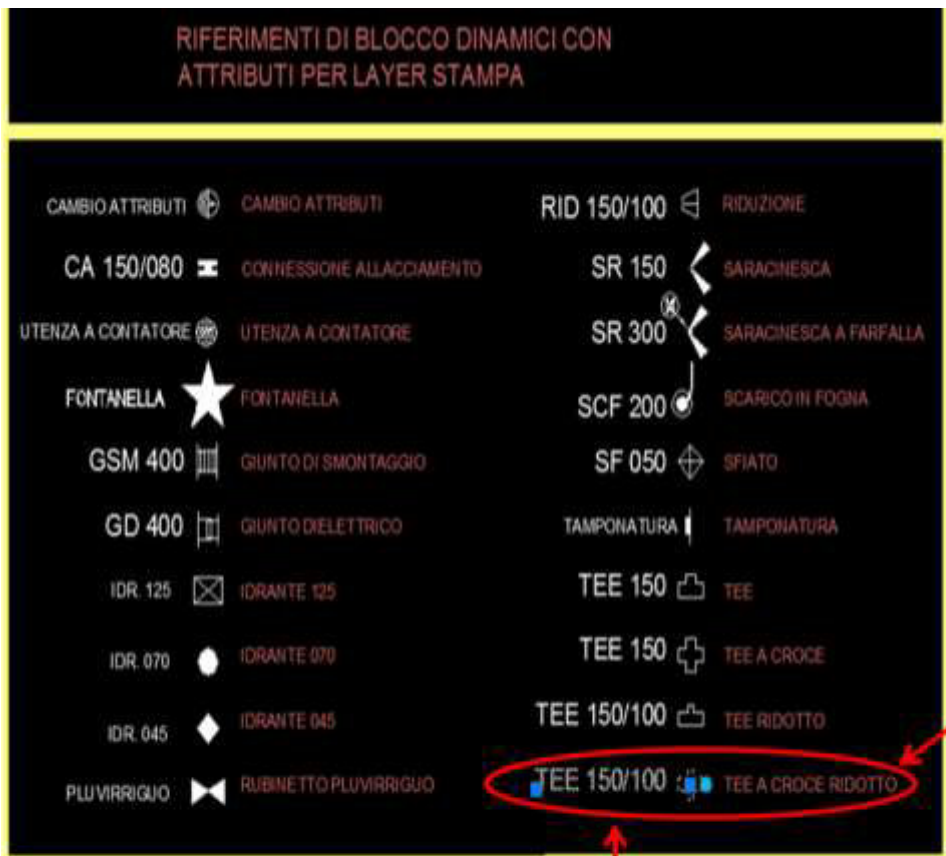 RIFERIMENTI DI BLOCCO DINAMICI CON
ATTRIBUTI PER LAYER STAMPA
CAMBIO ATTRIBUTI CAMBIO ATTRIBUTI
CA 150/080 CONNESSIONE ALLACCIAMENTO
UTENZA A CONTATORE UTENZA A CONTATORE
FONTANELLA FONTANELLA
GSM 400 GIUNTO DI SMONTAGGIO
GD 400 GIUNTO DIELETTRICO
IDR. 125 IDRANTE 125
IDR. 070 IDRANTE 070
IDR. 045 IDRANTE 045
PLUVIRRIGUO RUBINETTO PLUVIRRIGUO
RID 150/100 RIDUZIONE
SR 150 SARACINESCA
SR 300 SARACINESCA A FARFALLA
SCF 200 SCARICO IN FOGNA
SF 050 SFIATO
TAMPONATURA TAMPONATURA
TEE 150 TEE
TEE 150 TEE A CROCE
TEE 150/100 TEE RIDOTTO
TEE 150/100 TEE A CROCE RIDOTTO